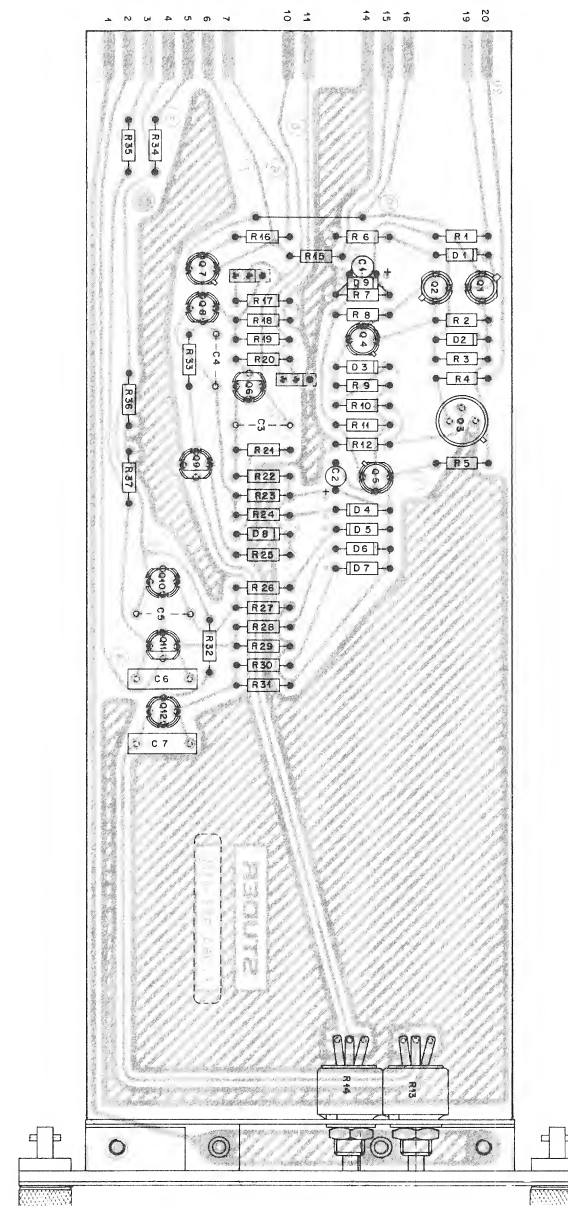 1 2 3 4 5 6 7 10 11 14 15 16 19 20
R35 R34
R16 R6 R1
R15 D1
Q7 C1 +
D9 Q2 Q1
R7
Q8 R17 R8
R18 R2
R33 C4 R19 Q4 D2
R20 D3 R3
Q6 R9 R4
R36 R10
C3 R11 Q3
R12
R21
R37 Q9 R22 C2 Q5 R5
R23 +
R24 D4
D8 D5
R25 D6
D7
Q10 R26
C5 R27
R28
Q11 R32 R29
C6 R30
R31
Q12
C7
R14 R13